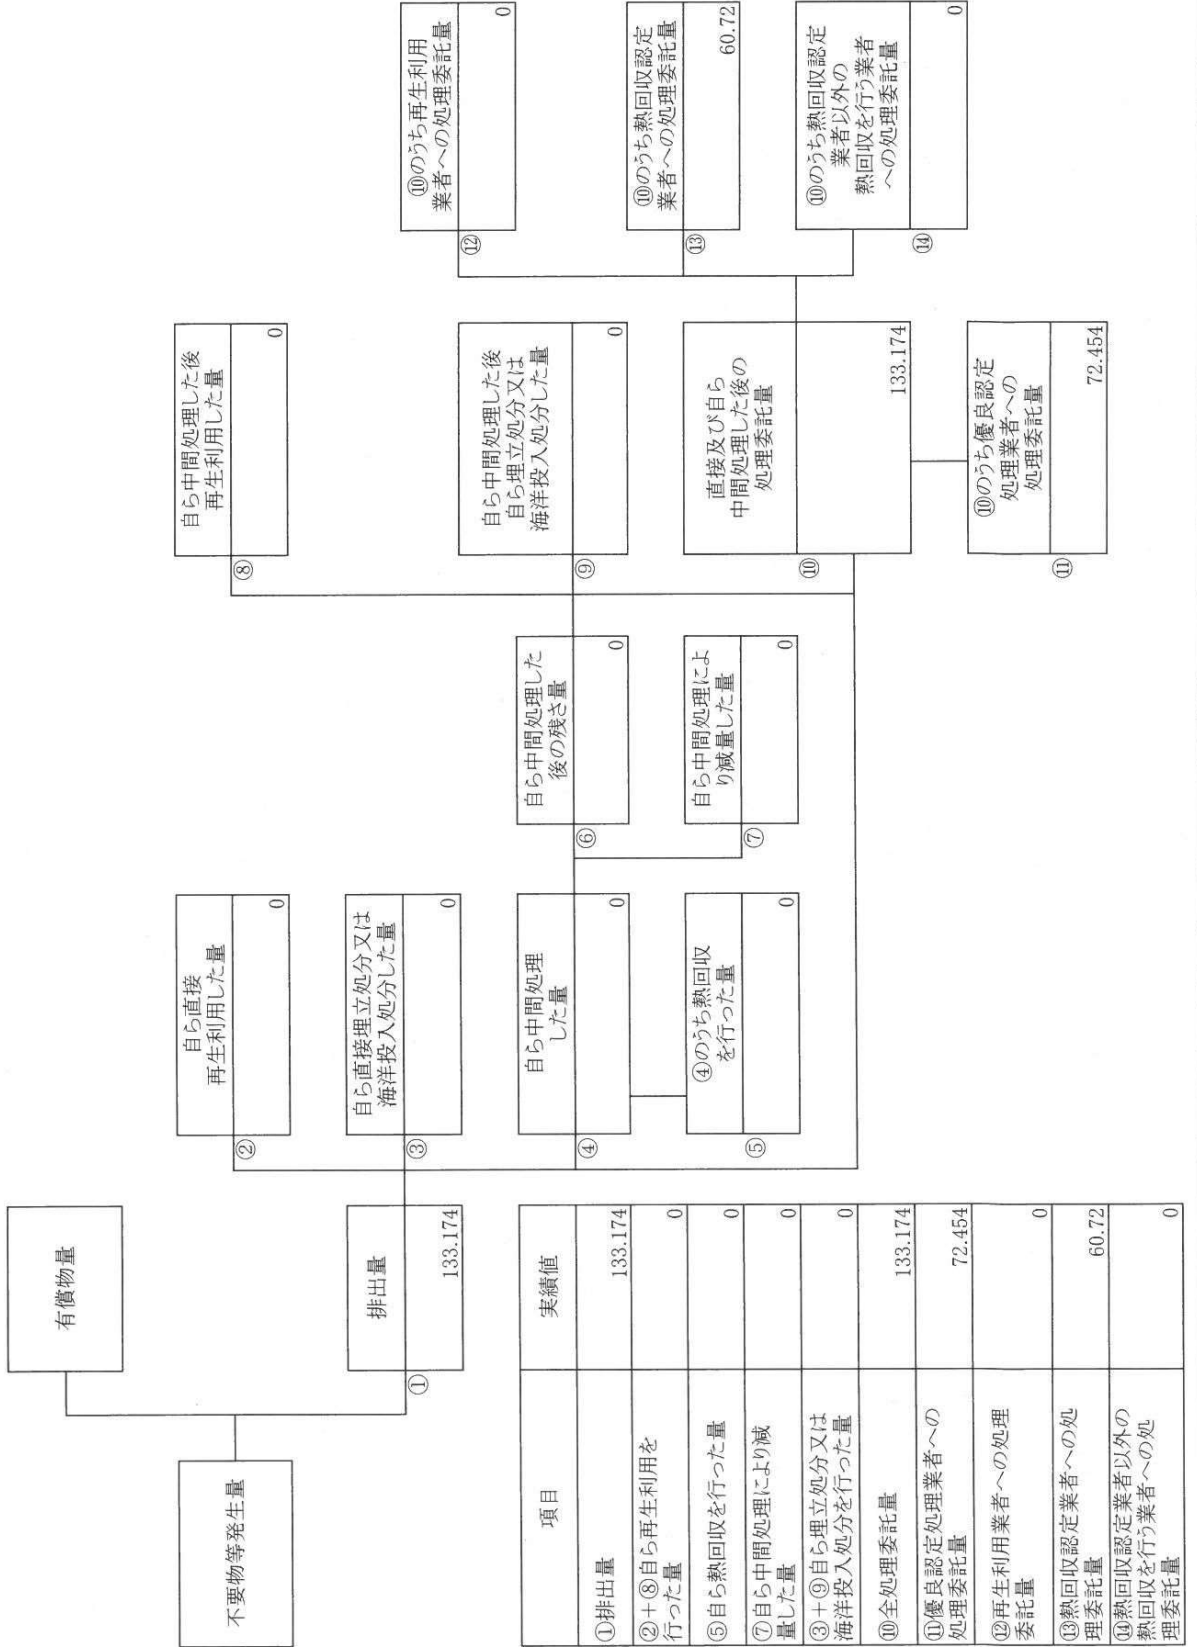 不要物等発生量
有償物量
排出量
①
133.174
自ら直接
再生利用した量
②
0
自ら直接埋立処分又は
海洋投入処分した量
③
0
自ら中間処理
した量
④
0
④のうち熱回収
を行った量
⑤
0
自ら中間処理した
後の残さ量
⑥
0
自ら中間処理によ
り減量した量
⑦
0
自ら中間処理した後
再生利用した量
⑧
0
自ら中間処理した後
自ら埋立処分又は
海洋投入処分した量
⑨
0
直接及び自ら
中間処理した後の
処理委託量
⑩
133.174
⑩のうち優良認定
処理業者への
処理委託量
⑪
72.454
⑩のうち再生利用
業者への処理委託量
⑫
0
⑩のうち熱回収認定
業者への処理委託量
⑬
60.72
⑩のうち熱回収認定
業者以外の
熱回収を行う業者
への処理委託量
⑭
0
項目 実績値
①排出量 133.174
②+⑧自ら再生利用を
行った量 0
⑤自ら熱回収を行った量 0
⑦自ら中間処理により減
量した量 0
③+⑨自ら埋立処分又は
海洋投入処分を行った量 0
⑩全処理委託量 133.174
⑪優良認定処理業者への
処理委託量 72.454
⑫再生利用業者への処理
委託量 0
⑬熱回収認定業者への処
理委託量 60.72
⑭熱回収認定業者以外の
熱回収を行う業者への処
理委託量 0